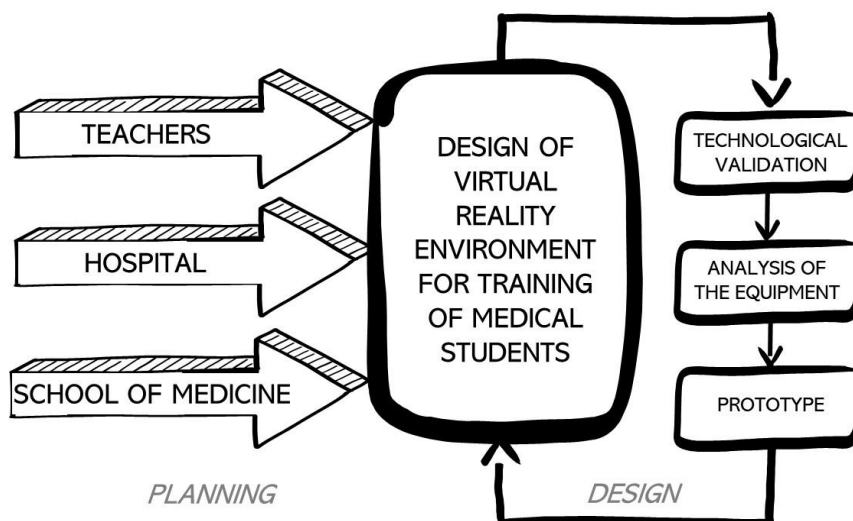 TEACHERS
HOSPITAL
SCHOOL OF MEDICINE
PLANNING
DESIGN OF
VIRTUAL
REALITY
ENVIRONMENT
FOR TRAINING
OF MEDICAL
STUDENTS
TECHNOLOGICAL
VALIDATION
ANALYSIS OF
THE EQUIPMENT
PROTOTYPE
DESIGN